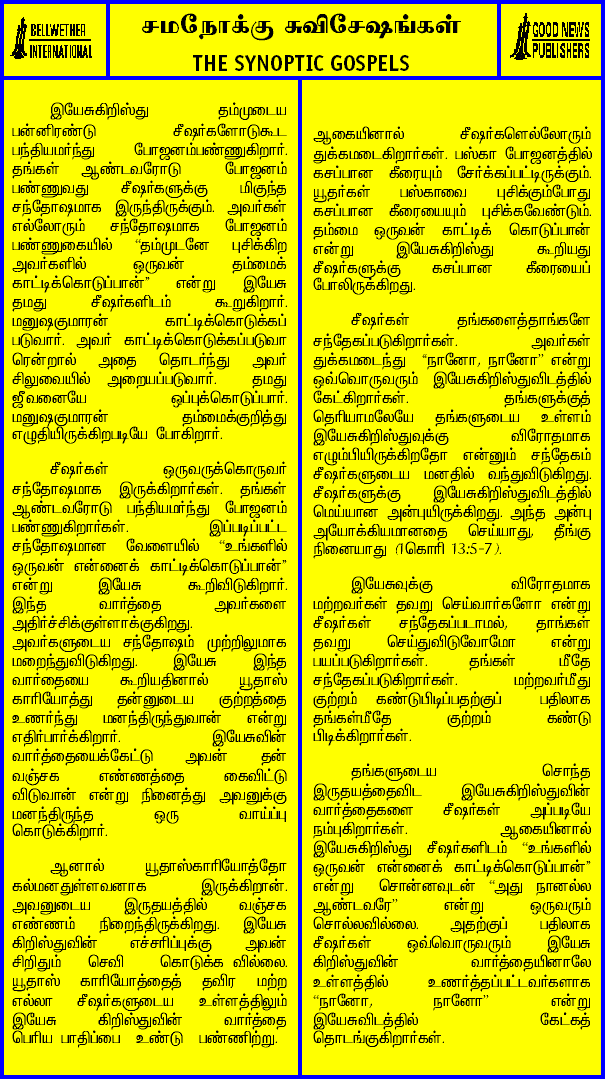 BELLWETHER
INTERNATIONAL
சமநோக்கு சுவிசேஷங்கள்
THE SYNOPTIC GOSPELS
GOOD NEWS
PUBLISHERS
இயேசுகிறிஸ்து தம்முடைய
பன்னிரண்டு சீஷர்களோடுகூட
பந்தியமர்ந்து போஜனம்பண்ணுகிறார்.
தங்கள் ஆண்டவரோடு போஜனம்
பண்ணுவது சீஷர்களுக்கு மிகுந்த
சந்தோஷமாக இருந்திருக்கும். அவர்கள்
எல்லோரும் சந்தோஷமாக போஜனம்
பண்ணுகையில் “தம்முடனே புசிக்கிற
அவர்களில் ஒருவன் தம்மைக்
காட்டிக்கொடுப்பான்” என்று இயேசு
தமது சீஷர்களிடம் கூறுகிறார்.
மனுஷகுமாரன் காட்டிக்கொடுக்கப்
படுவார். அவர் காட்டிக்கொடுக்கப்படுவா
ரென்றால் அதை தொடர்ந்து அவர்
சிலுவையில் அறையப்படுவார். தமது
ஜீவனையே ஒப்புக்கொடுப்பார்.
மனுஷகுமாரன் தம்மைக்குறித்து
எழுதியிருக்கிறபடியே போகிறார்.
சீஷர்கள் ஒருவருக்கொருவர்
சந்தோஷமாக இருக்கிறார்கள். தங்கள்
ஆண்டவரோடு பந்தியமர்ந்து போஜனம்
பண்ணுகிறார்கள். இப்படிப்பட்ட
சந்தோஷமான வேளையில் “உங்களில்
ஒருவன் என்னைக் காட்டிக்கொடுப்பான்”
என்று இயேசு கூறிவிடுகிறார்.
இந்த வார்த்தை அவர்களை
அதிர்ச்சிக்குள்ளாக்குகிறது.
அவர்களுடைய சந்தோஷம் முற்றிலுமாக
மறைந்துவிடுகிறது. இயேசு இந்த
வார்தையை கூறியதினால் யூதாஸ்
காரியோத்து தன்னுடைய குற்றத்தை
உணர்ந்து மனந்திருந்துவான் என்று
எதிர்பார்க்கிறார். இயேசுவின்
வார்த்தையைக்கேட்டு அவன் தன்
வஞ்சக எண்ணத்தை கைவிட்டு
விடுவான் என்று நினைத்து அவனுக்கு
மனந்திருந்த ஒரு வாய்ப்பு
கொடுக்கிறார்.
ஆனால் யூதாஸ்காரியோத்தோ
கல்மனதுள்ளவனாக இருக்கிறான்.
அவனுடைய இருதயத்தில் வஞ்சக
எண்ணம் நிறைந்திருக்கிறது. இயேசு
கிறிஸ்துவின் எச்சரிப்புக்கு அவன்
சிறிதும் செவி கொடுக்க வில்லை.
யூதாஸ் காரியோத்தைத் தவிர மற்ற
எல்லா சீஷர்களுடைய உள்ளத்திலும்
இயேசு கிறிஸ்துவின் வார்த்தை
பெரிய பாதிப்பை உண்டு பண்ணிற்று.
ஆகையினால் சீஷர்களெல்லோரும்
துக்கமடைகிறார்கள். பஸ்கா போஜனத்தில்
கசப்பான கீரையும் சேர்க்கப்பட்டிருக்கும்.
யூதர்கள் பஸ்காவை புசிக்கும்போது
கசப்பான கீரையையும் புசிக்கவேண்டும்.
தம்மை ஒருவன் காட்டிக் கொடுப்பான்
என்று இயேசுகிறிஸ்து கூறியது
சீஷர்களுக்கு கசப்பான கீரையைப்
போலிருக்கிறது.
சீஷர்கள் தங்களைத்தாங்களே
சந்தேகப்படுகிறார்கள். அவர்கள்
துக்கமடைந்து “நானோ, நானோ” என்று
ஒவ்வொருவரும் இயேசுகிறிஸ்துவிடத்தில்
கேட்கிறார்கள். தங்களுக்குத்
தெரியாமலேயே தங்களுடைய உள்ளம்
இயேசுகிறிஸ்துவுக்கு விரோதமாக
எழும்பியிருக்கிறதோ என்னும் சந்தேகம்
சீஷர்களுடைய மனதில் வந்துவிடுகிறது.
சீஷர்களுக்கு இயேசுகிறிஸ்துவிடத்தில்
மெய்யான அன்புயிருக்கிறது. அந்த அன்பு
அயோக்கியமானதை செய்யாது, தீங்கு
நினையாது (1கொரி 13:5-7).
இயேசுவுக்கு விரோதமாக
மற்றவர்கள் தவறு செய்வார்களோ என்று
சீஷர்கள் சந்தேகப்படாமல், தாங்கள்
தவறு செய்துவிடுவோமோ என்று
பயப்படுகிறார்கள். தங்கள் மீதே
சந்தேகப்படுகிறார்கள். மற்றவர்மீது
குற்றம் கண்டுபிடிப்பதற்குப் பதிலாக
தங்கள்மீதே குற்றம் கண்டு
பிடிக்கிறார்கள்.
தங்களுடைய சொந்த
இருதயத்தைவிட இயேசுகிறிஸ்துவின்
வார்த்தைகளை சீஷர்கள் அப்படியே
நம்புகிறார்கள். ஆகையினால்
இயேசுகிறிஸ்து சீஷர்களிடம் “உங்களில்
ஒருவன் என்னைக் காட்டிக்கொடுப்பான்”
என்று சொன்னவுடன் “அது நானல்ல
ஆண்டவரே” என்று ஒருவரும்
சொல்லவில்லை. அதற்குப் பதிலாக
சீஷர்கள் ஒவ்வொருவரும் இயேசு
கிறிஸ்துவின் வார்த்தையினாலே
உள்ளத்தில் உணர்த்தப்பட்டவர்களாக
“நானோ, நானோ” என்று
இயேசுவிடத்தில் கேட்கத்
தொடங்குகிறார்கள்.